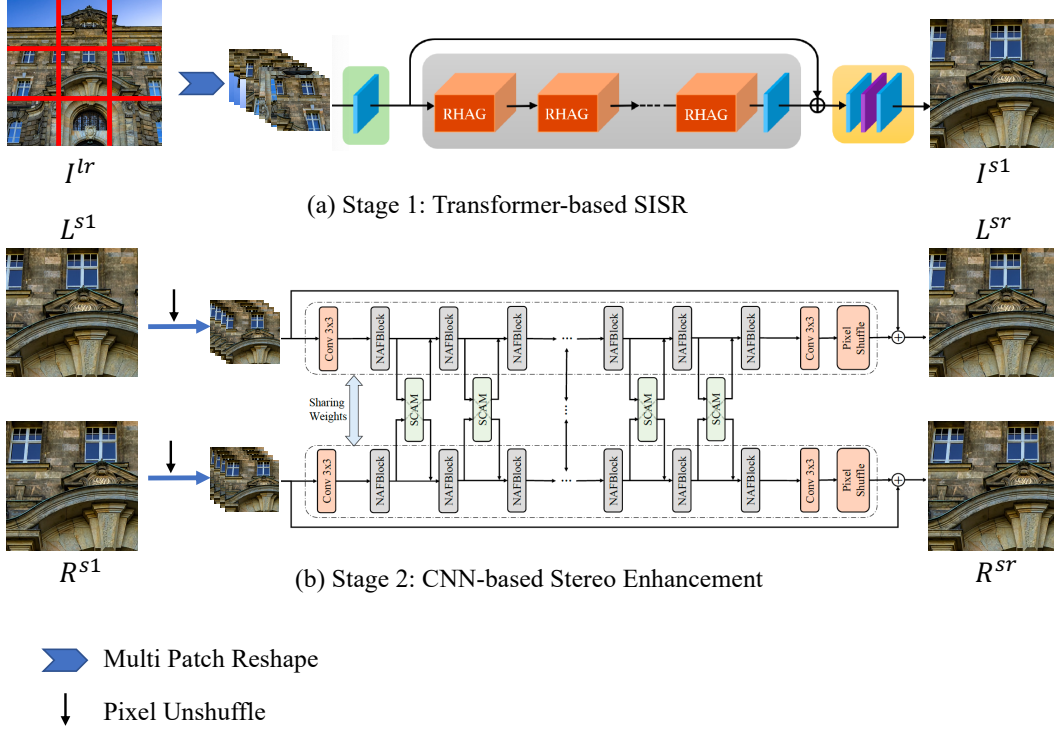 RHAG
RHAG
RHAG
I^{lr}
I^{s1}
(a) Stage 1: Transformer-based SISR
L^{s1}
L^{sr}
Conv 3x3
NAFBlock
NAFBlock
NAFBlock
...
NAFBlock
NAFBlock
NAFBlock
Conv 3x3
Pixel
Shuffle
Sharing
Weights
SCAM
SCAM
...
SCAM
SCAM
Conv 3x3
NAFBlock
NAFBlock
NAFBlock
...
NAFBlock
NAFBlock
NAFBlock
Conv 3x3
Pixel
Shuffle
R^{s1}
R^{sr}
(b) Stage 2: CNN-based Stereo Enhancement
Multi Patch Reshape
Pixel Unshuffle